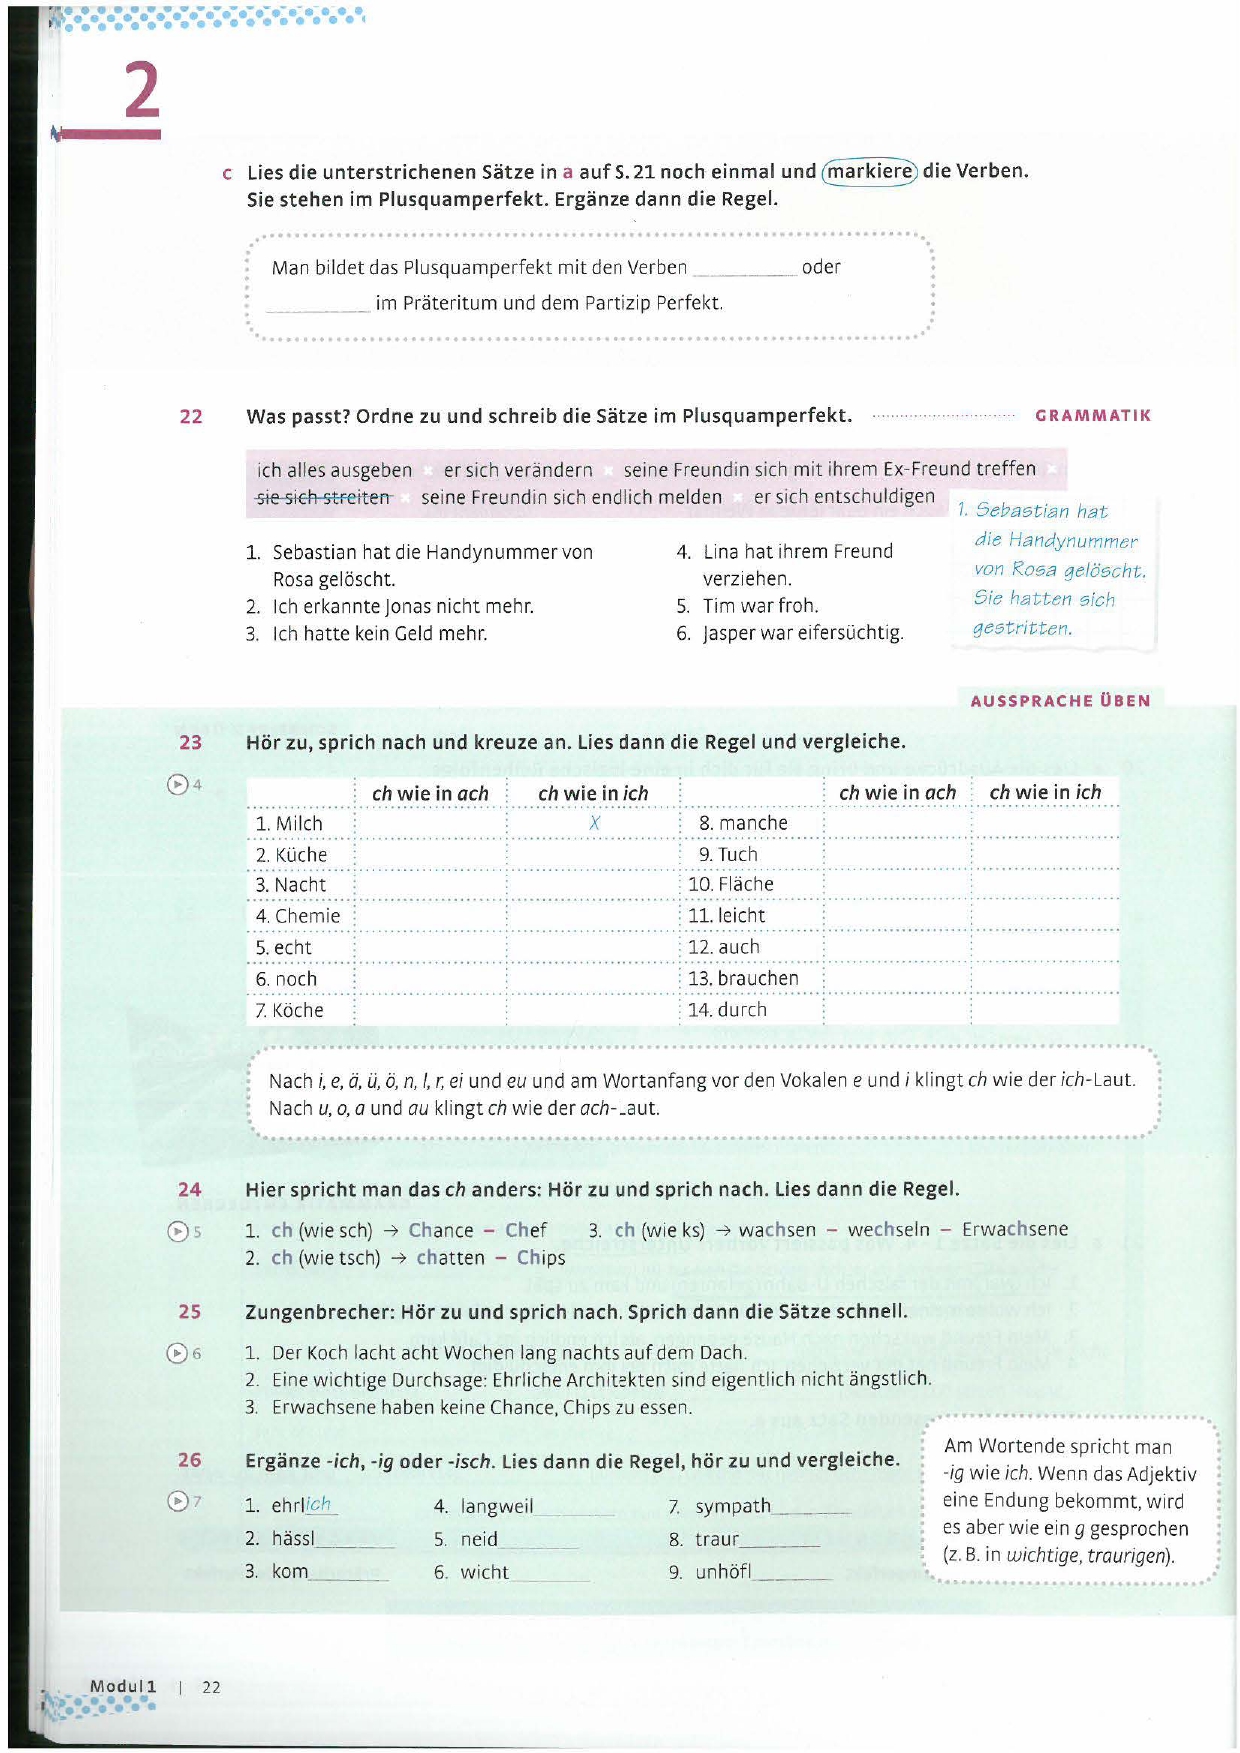 2
c Lies die unterstrichenen Sätze in a auf S. 21 noch einmal und markiere die Verben.
Sie stehen im Plusquamperfekt. Ergänze dann die Regel.
Man bildet das Plusquamperfekt mit den Verben __________ oder
__________ im Präteritum und dem Partizip Perfekt.
22 Was passt? Ordne zu und schreib die Sätze im Plusquamperfekt. GRAMMATIK
ich alles ausgeben × er sich verändern × seine Freundin sich mit ihrem Ex-Freund treffen ×
sie sich streiten × seine Freundin sich endlich melden × er sich entschuldigen
1. Sebastian hat die Handynummer von
Rosa gelöscht.
2. Ich erkannte Jonas nicht mehr.
3. Ich hatte kein Geld mehr.
4. Lina hat ihrem Freund
verziehen.
5. Tim war froh.
6. Jasper war eifersüchtig.
1. Sebastian hat
die Handynummer
von Rosa gelöscht.
Sie hatten sich
gestritten.
AUSSPRACHE ÜBEN
23 Hör zu, sprich nach und kreuze an. Lies dann die Regel und vergleiche.
4
ch wie in ach ch wie in ich ch wie in ach ch wie in ich
1. Milch X 8. manche
2. Küche 9. Tuch
3. Nacht 10. Fläche
4. Chemie 11. leicht
5. echt 12. auch
6. noch 13. brauchen
7. Köche 14. durch
Nach i, e, ä, ü, ö, n, l, r, ei und eu und am Wortanfang vor den Vokalen e und i klingt ch wie der ich-Laut.
Nach u, o, a und au klingt ch wie der ach-Laut.
24 Hier spricht man das ch anders: Hör zu und sprich nach. Lies dann die Regel.
5 1. ch (wie sch) → Chance – Chef 3. ch (wie ks) → wachsen – wechseln – Erwachsene
2. ch (wie tsch) → chatten – Chips
25 Zungenbrecher: Hör zu und sprich nach. Sprich dann die Sätze schnell.
6 1. Der Koch lacht acht Wochen lang nachts auf dem Dach.
2. Eine wichtige Durchsage: Ehrliche Architekten sind eigentlich nicht ängstlich.
3. Erwachsene haben keine Chance, Chips zu essen.
26 Ergänze -ich, -ig oder -isch. Lies dann die Regel, hör zu und vergleiche.
7 1. ehrlich 4. langweil________ 7. sympath________
2. hässl________ 5. neid________ 8. traur________
3. kom________ 6. wicht________ 9. unhöfl________
Am Wortende spricht man
-ig wie ich. Wenn das Adjektiv
eine Endung bekommt, wird
es aber wie ein g gesprochen
(z. B. in wichtige, traurigen).
Modul 1 | 22